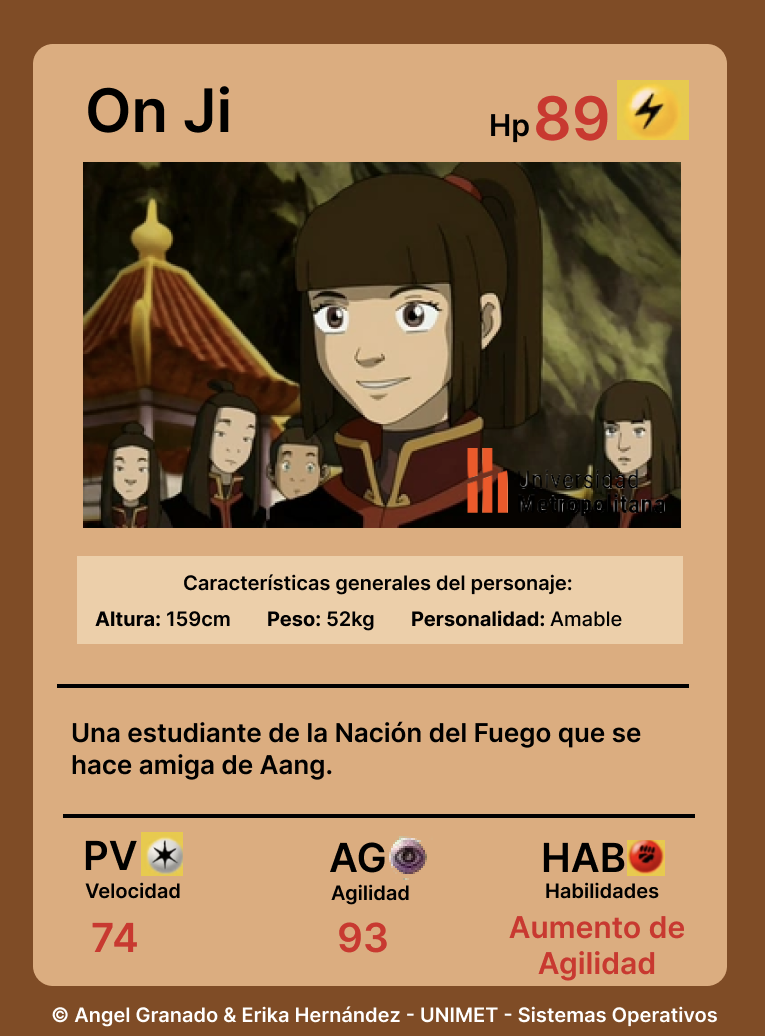 On Ji
Hp 89
Universidad
Metropolitana
Características generales del personaje:
Altura: 159cm Peso: 52kg Personalidad: Amable
Una estudiante de la Nación del Fuego que se
hace amiga de Aang.
PV AG HAB
Velocidad Agilidad Habilidades
74 93 Aumento de
Agilidad
© Angel Granado & Erika Hernández - UNIMET - Sistemas Operativos